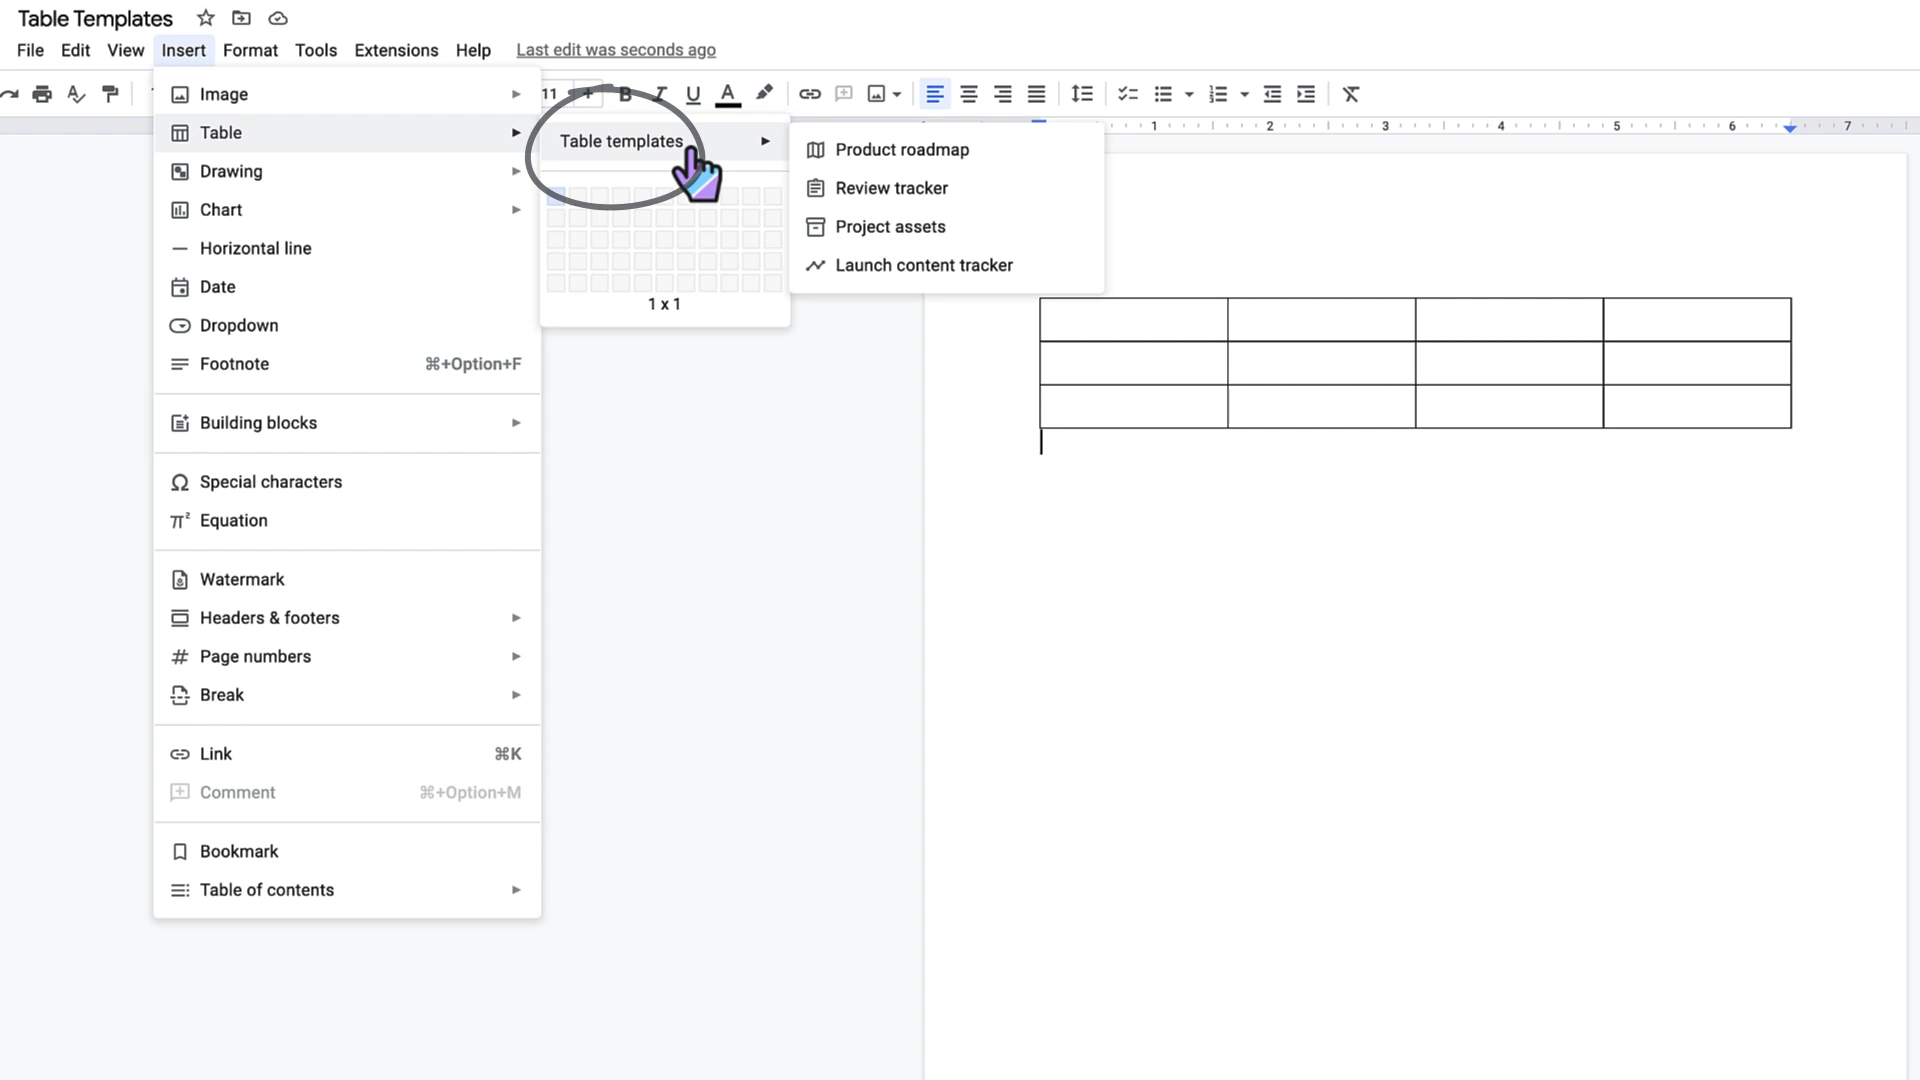 Table Templates
File Edit View Insert Format Tools Extensions Help Last edit was seconds ago
11
B I U A
Image
Table
Drawing
Chart
Horizontal line
Date
Dropdown
Footnote ⌘+Option+F
Building blocks
Special characters
Equation
Watermark
Headers & footers
Page numbers
Break
Link ⌘K
Comment ⌘+Option+M
Bookmark
Table of contents
Table templates
1 x 1
Product roadmap
Review tracker
Project assets
Launch content tracker
1 2 3 4 5 6 7